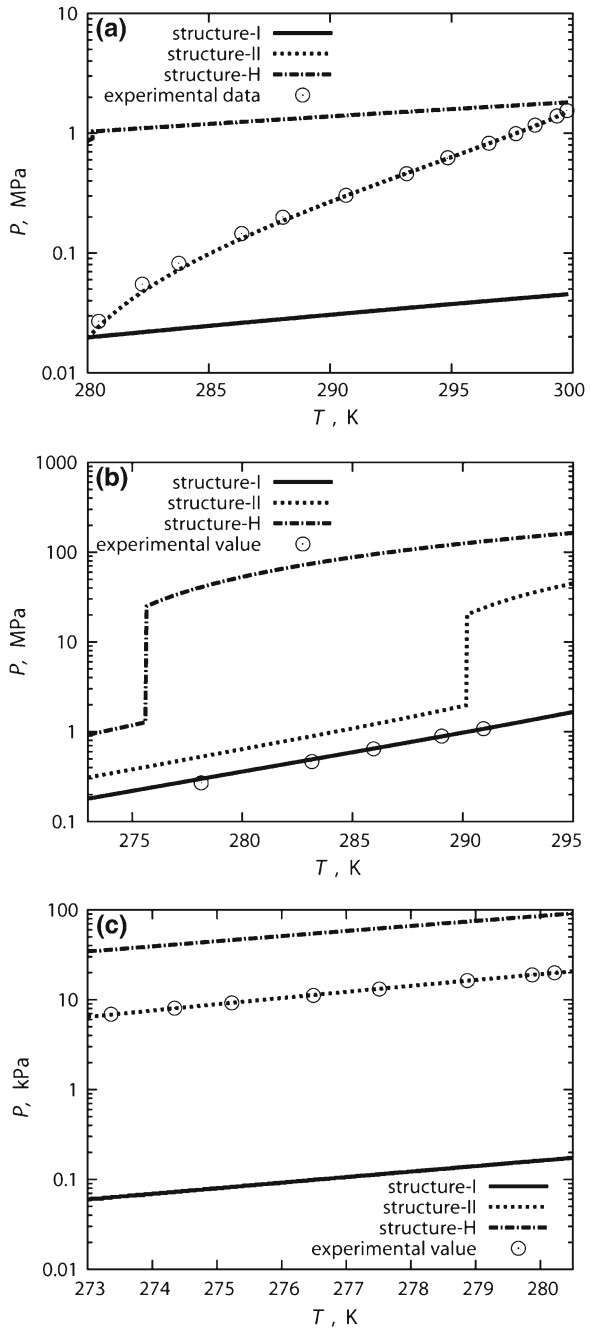 (a)
structure-I
structure-II
structure-H
experimental data
10
1
0.1
0.01
P, MPa
280 285 290 295 300
T, K
(b)
structure-I
structure-II
structure-H
experimental value
1000
100
10
1
0.1
P, MPa
275 280 285 290 295
T, K
(c)
100
10
1
0.1
0.01
P, kPa
structure-I
structure-II
structure-H
experimental value
273 274 275 276 277 278 279 280
T, K